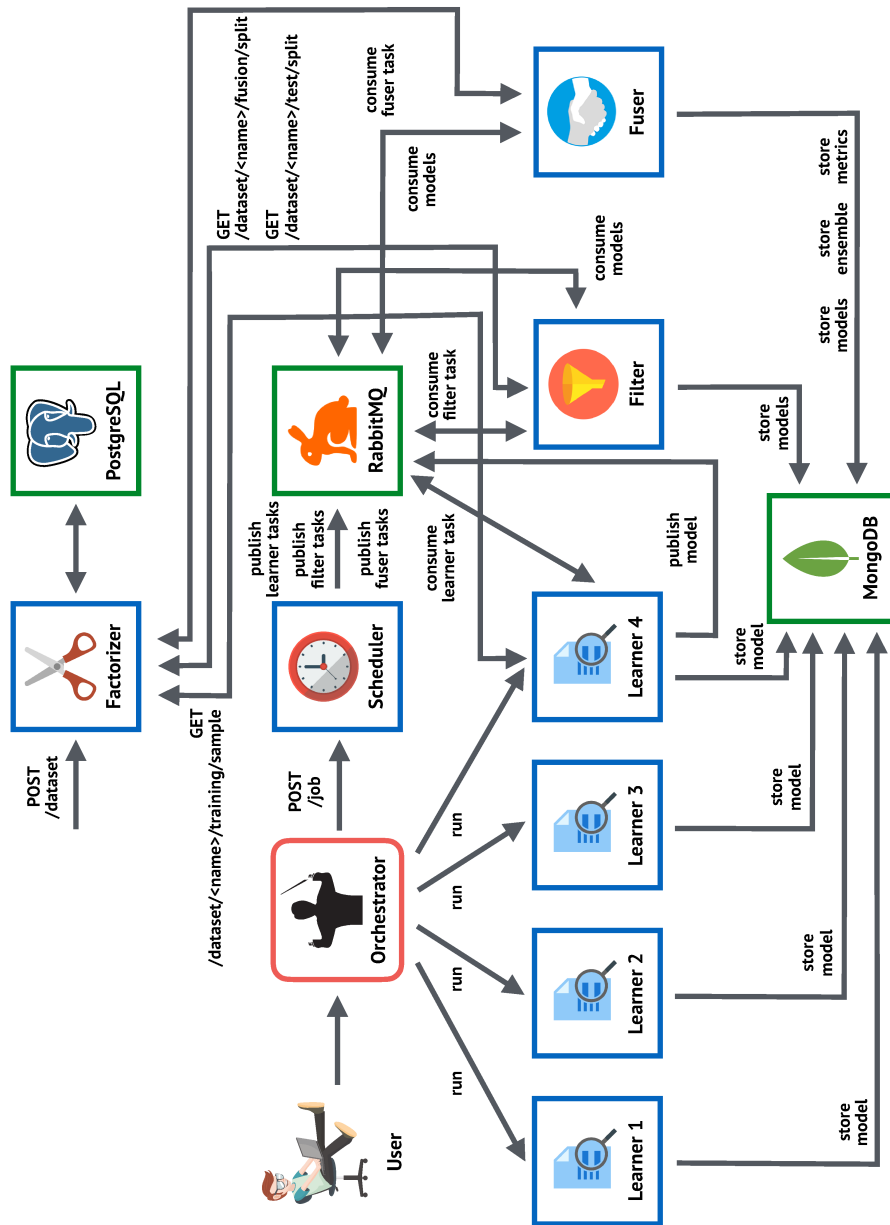 POST
/dataset
Factorizer
PostgreSQL
GET
/dataset/<name>/training/sample
GET
/dataset/<name>/fusion/split
GET
/dataset/<name>/test/split
User
Orchestrator
POST
/job
Scheduler
publish
learner tasks
publish
filter tasks
publish
fuser tasks
RabbitMQ
consume
fuser task
consume
models
consume
filter task
consume
learner task
consume
models
run
run
run
run
Learner 1
Learner 2
Learner 3
Learner 4
Filter
Fuser
publish
model
store
model
store
model
store
model
store
model
store
models
store
models
store
ensemble
store
metrics
MongoDB